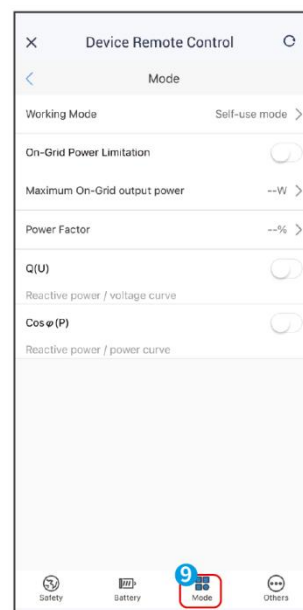 Device Remote Control
Mode
Working Mode Self-use mode
On-Grid Power Limitation
Maximum On-Grid output power --W
Power Factor --%
Q(U)
Reactive power / voltage curve
Cosφ(P)
Reactive power / power curve
9
Safety Battery Mode Others